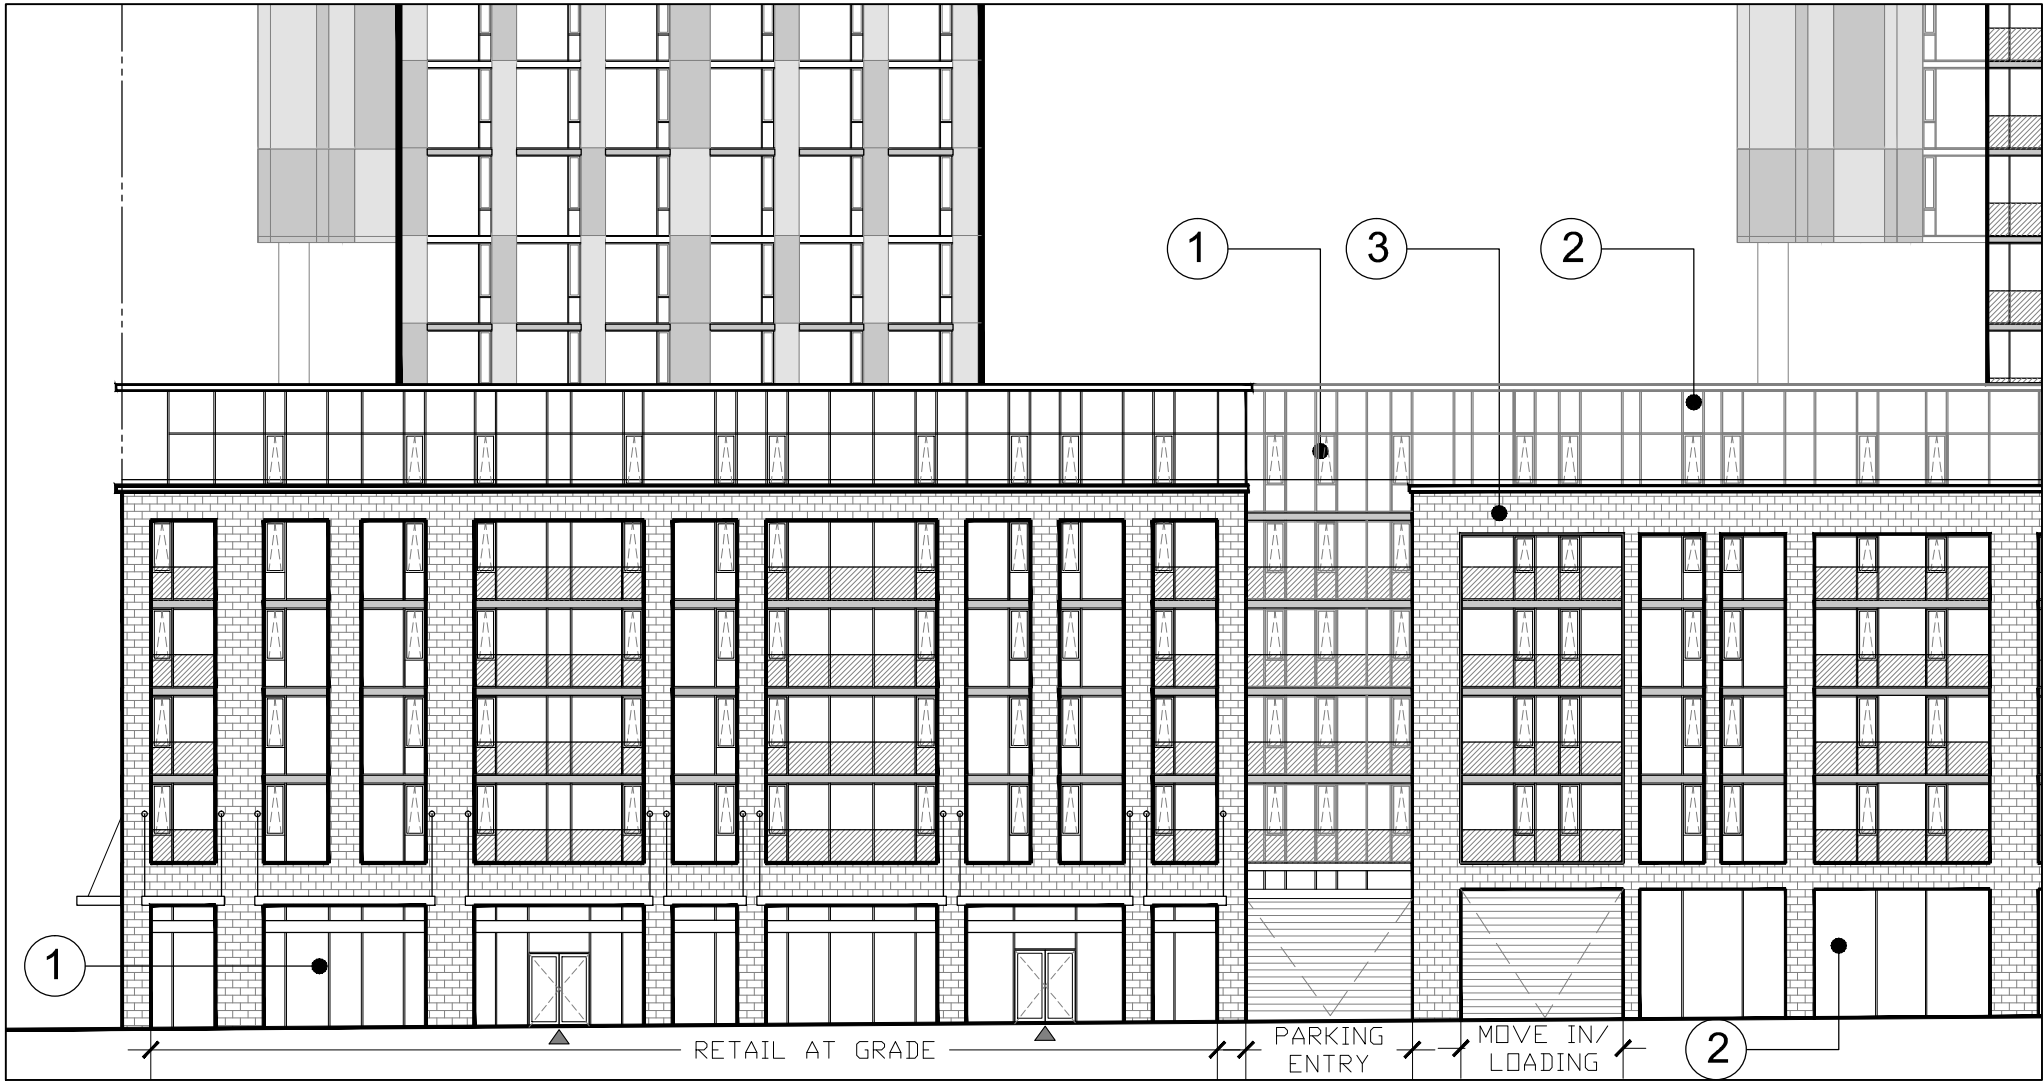 1
3
2
1
RETAIL AT GRADE
PARKING
ENTRY
MOVE IN/
LOADING
2